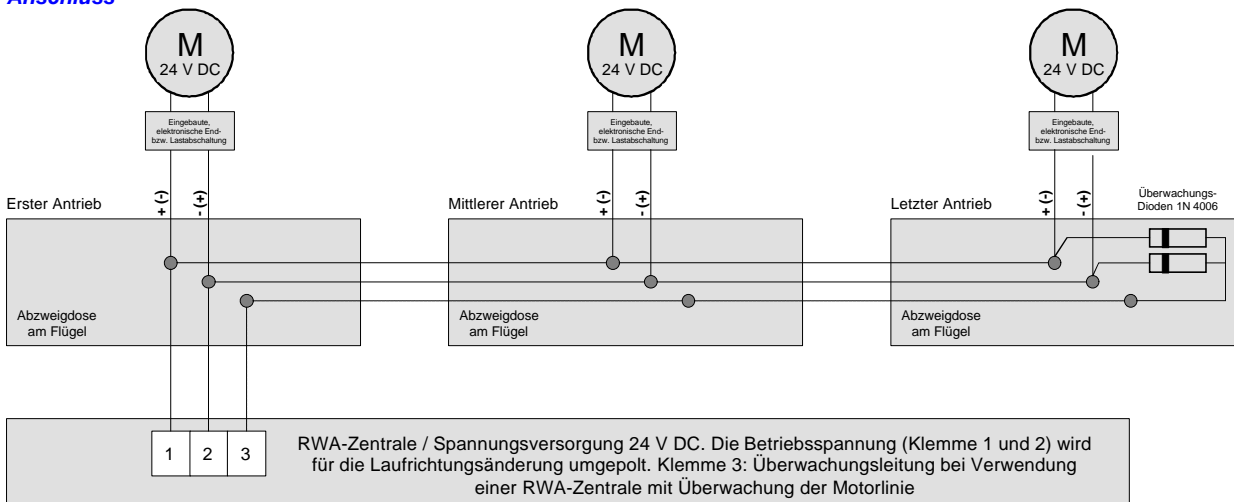 Anschluss
M
24 V DC
M
24 V DC
M
24 V DC
Eingebaute,
elektronische End-
bzw. Lastabschaltung
Eingebaute,
elektronische End-
bzw. Lastabschaltung
Eingebaute,
elektronische End-
bzw. Lastabschaltung
Erster Antrieb
+ (-)
- (+)
Mittlerer Antrieb
+ (-)
- (+)
Letzter Antrieb
+ (-)
- (+)
Überwachungs-
Dioden 1N 4006
Abzweigdose
am Flügel
Abzweigdose
am Flügel
Abzweigdose
am Flügel
1 2 3
RWA-Zentrale / Spannungsversorgung 24 V DC. Die Betriebsspannung (Klemme 1 und 2) wird
für die Laufrichtungsänderung umgepolt. Klemme 3: Überwachungsleitung bei Verwendung
einer RWA-Zentrale mit Überwachung der Motorlinie